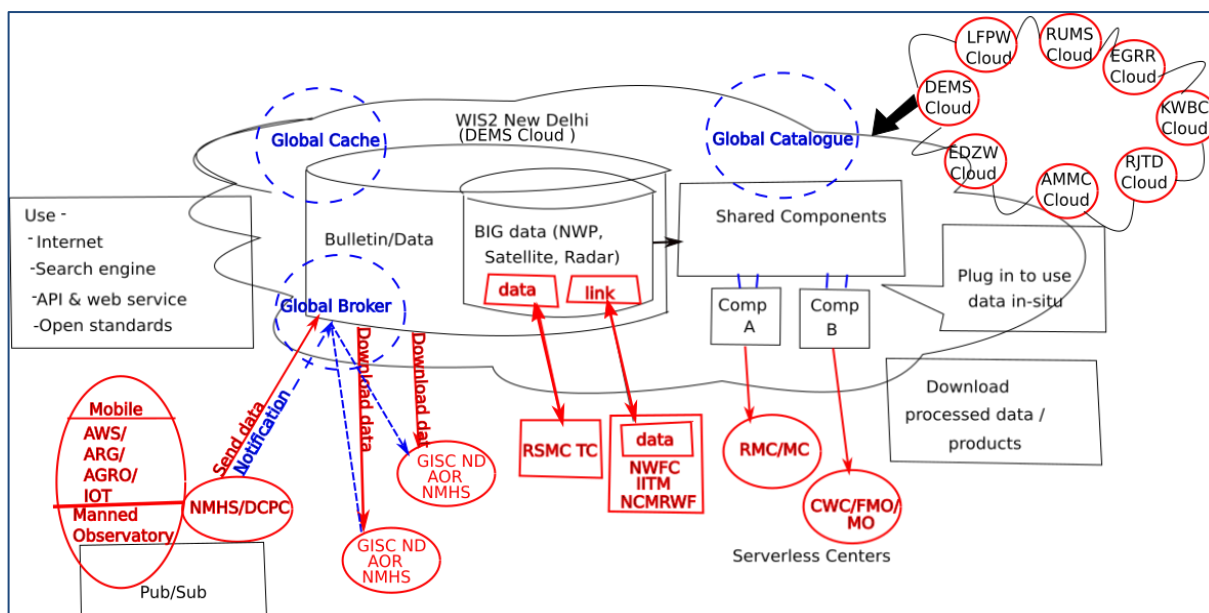 LFPW
Cloud
RUMS
Cloud
EGRR
Cloud
DEMS
Cloud
KWBC
Cloud
EDZW
Cloud
AMMC
Cloud
RJTD
Cloud
WIS2 New Delhi
(DEMS Cloud )
Global Cache
Global Catalogue
Use -
- Internet
-Search engine
-API & web service
-Open standards
Bulletin/Data
BIG data (NWP,
Satellite, Radar)
data
link
Shared Components
Comp
A
Comp
B
Plug in to use
data in-situ
Global Broker
Download data
Download dat
Send data
Notification
Mobile
AWS/
ARG/
AGRO/
IOT
Manned
Observatory
NMHS/DCPC
GISC ND
AOR
NMHS
GISC ND
AOR
NMHS
RSMC TC
data
NWFC
IITM
NCMRWF
RMC/MC
CWC/FMO/
MO
Download
processed data /
products
Serverless Centers
Pub/Sub